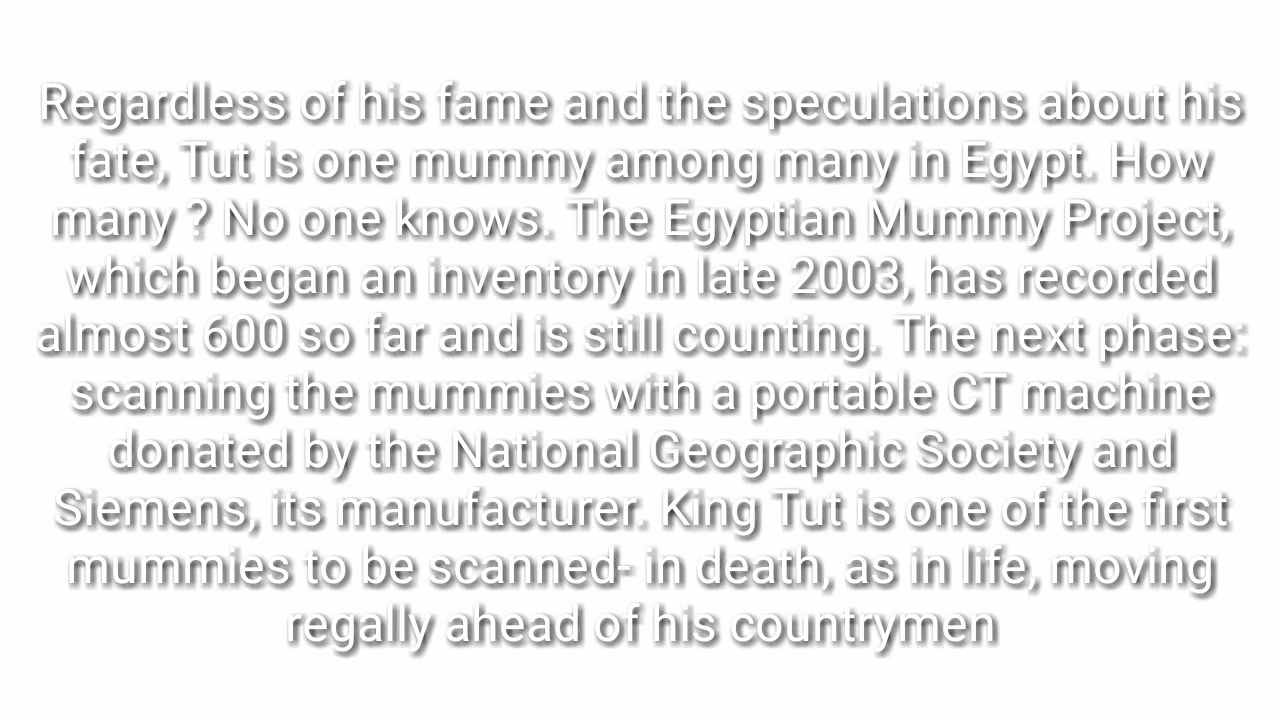 Regardless of his fame and the speculations about his
fate, Tut is one mummy among many in Egypt. How
many ? No one knows. The Egyptian Mummy Project,
which began an inventory in late 2003, has recorded
almost 600 so far and is still counting. The next phase:
scanning the mummies with a portable CT machine
donated by the National Geographic Society and
Siemens, its manufacturer. King Tut is one of the first
mummies to be scanned- in death, as in life, moving
regally ahead of his countrymen